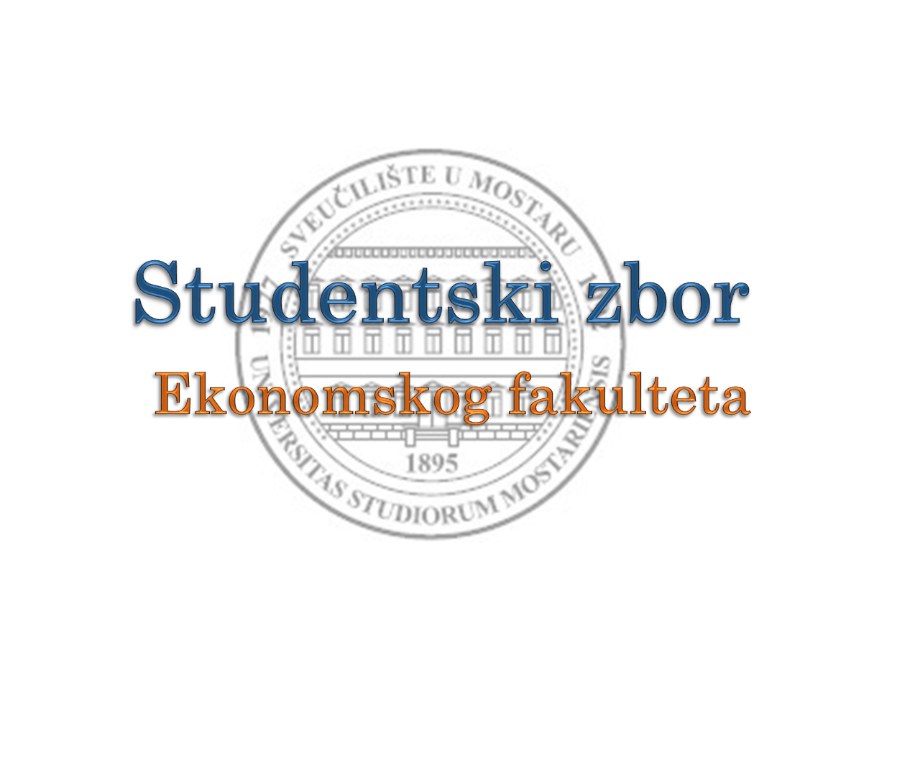 SVEUČILIŠTE U MOSTARU
Studentski zbor
Ekonomskog fakulteta
1895
UNIVERSITAS STUDIORUM MOSTARIENSIS